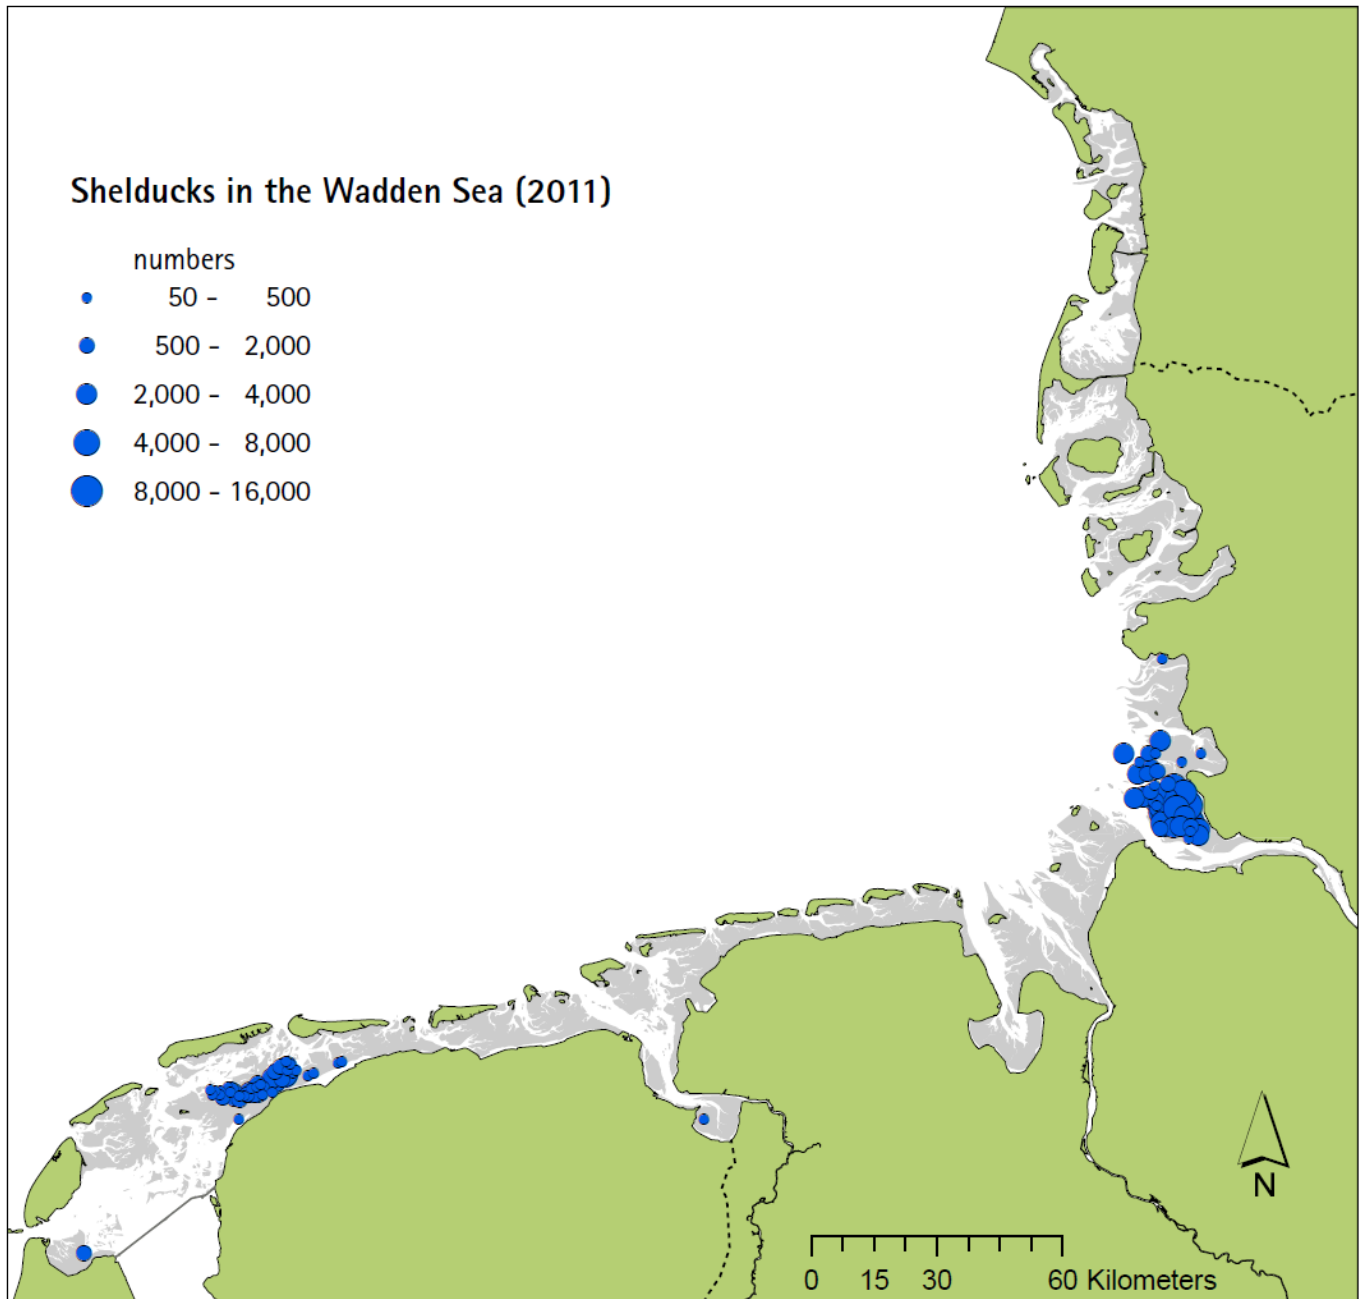 Shelducks in the Wadden Sea (2011)
numbers
50 - 500
500 - 2,000
2,000 - 4,000
4,000 - 8,000
8,000 - 16,000
N
0 15 30 60 Kilometers